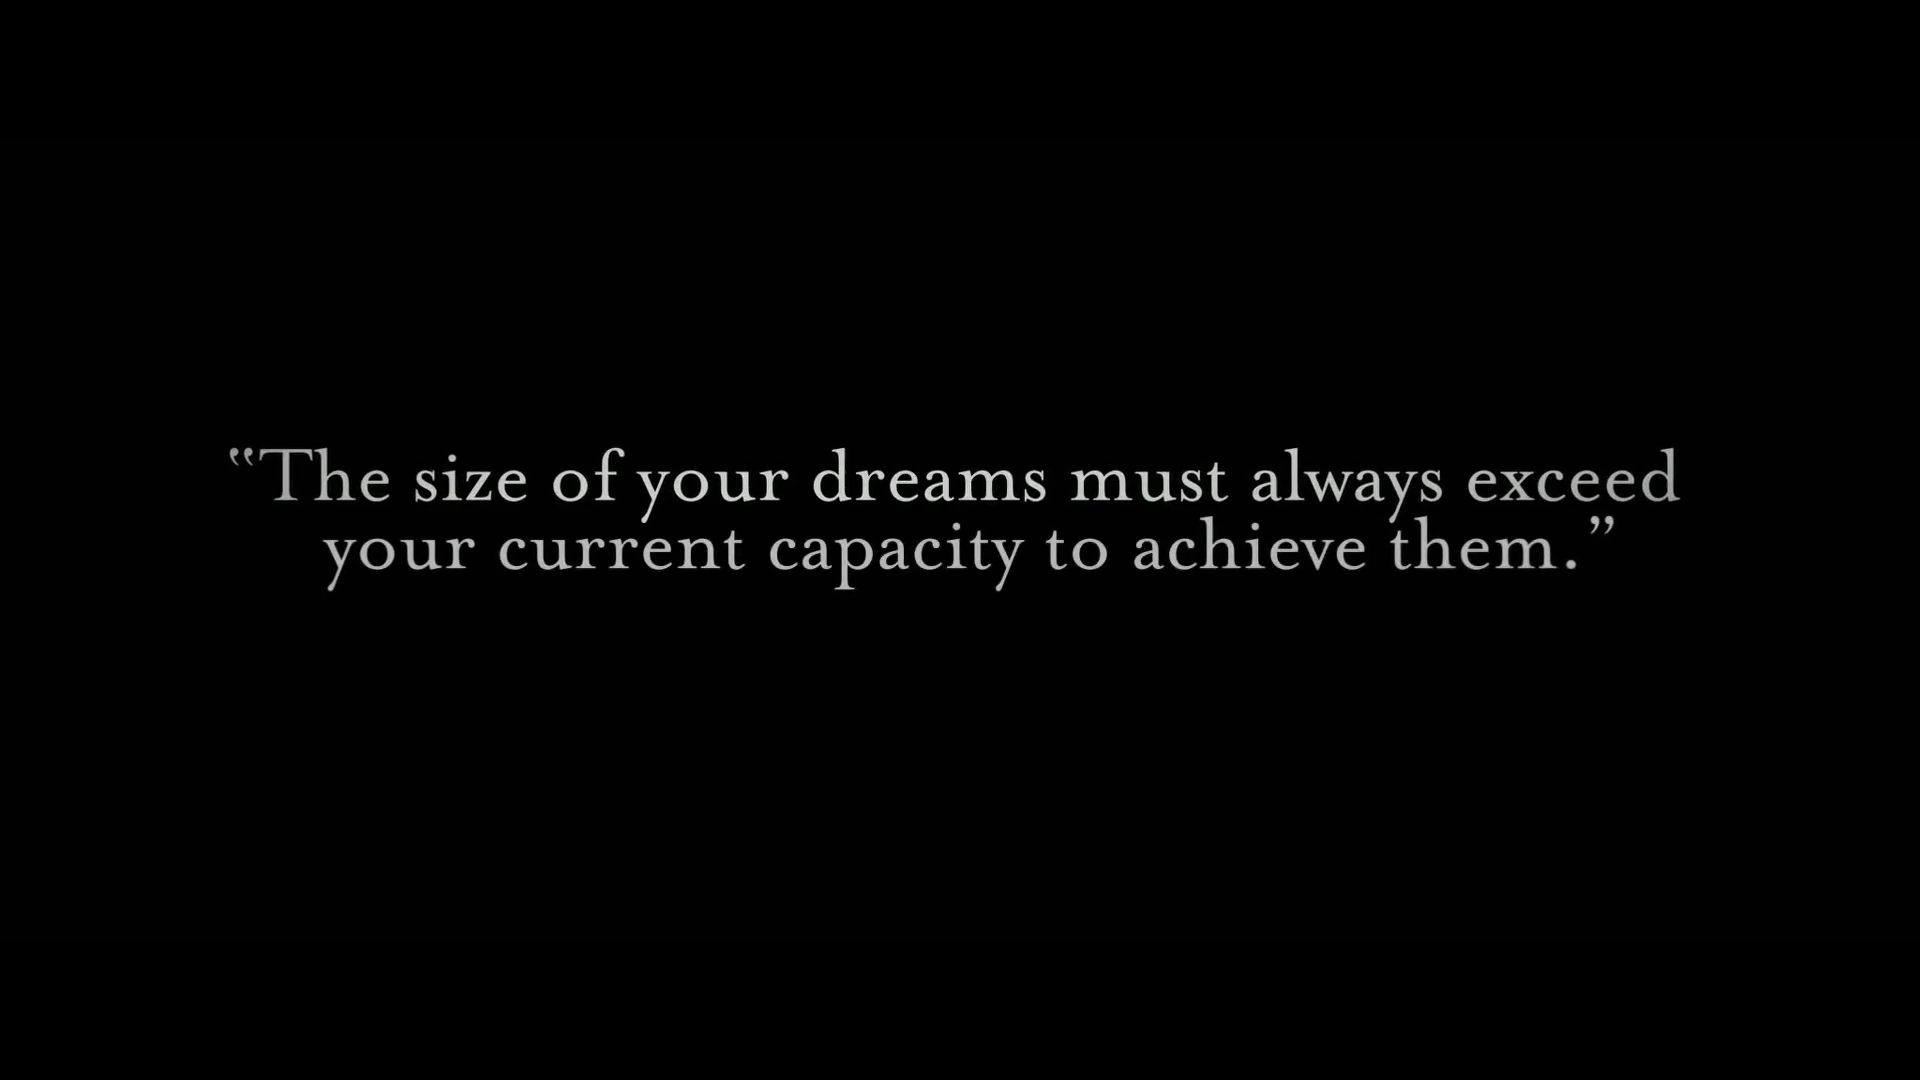 “The size of your dreams must always exceed
your current capacity to achieve them.”